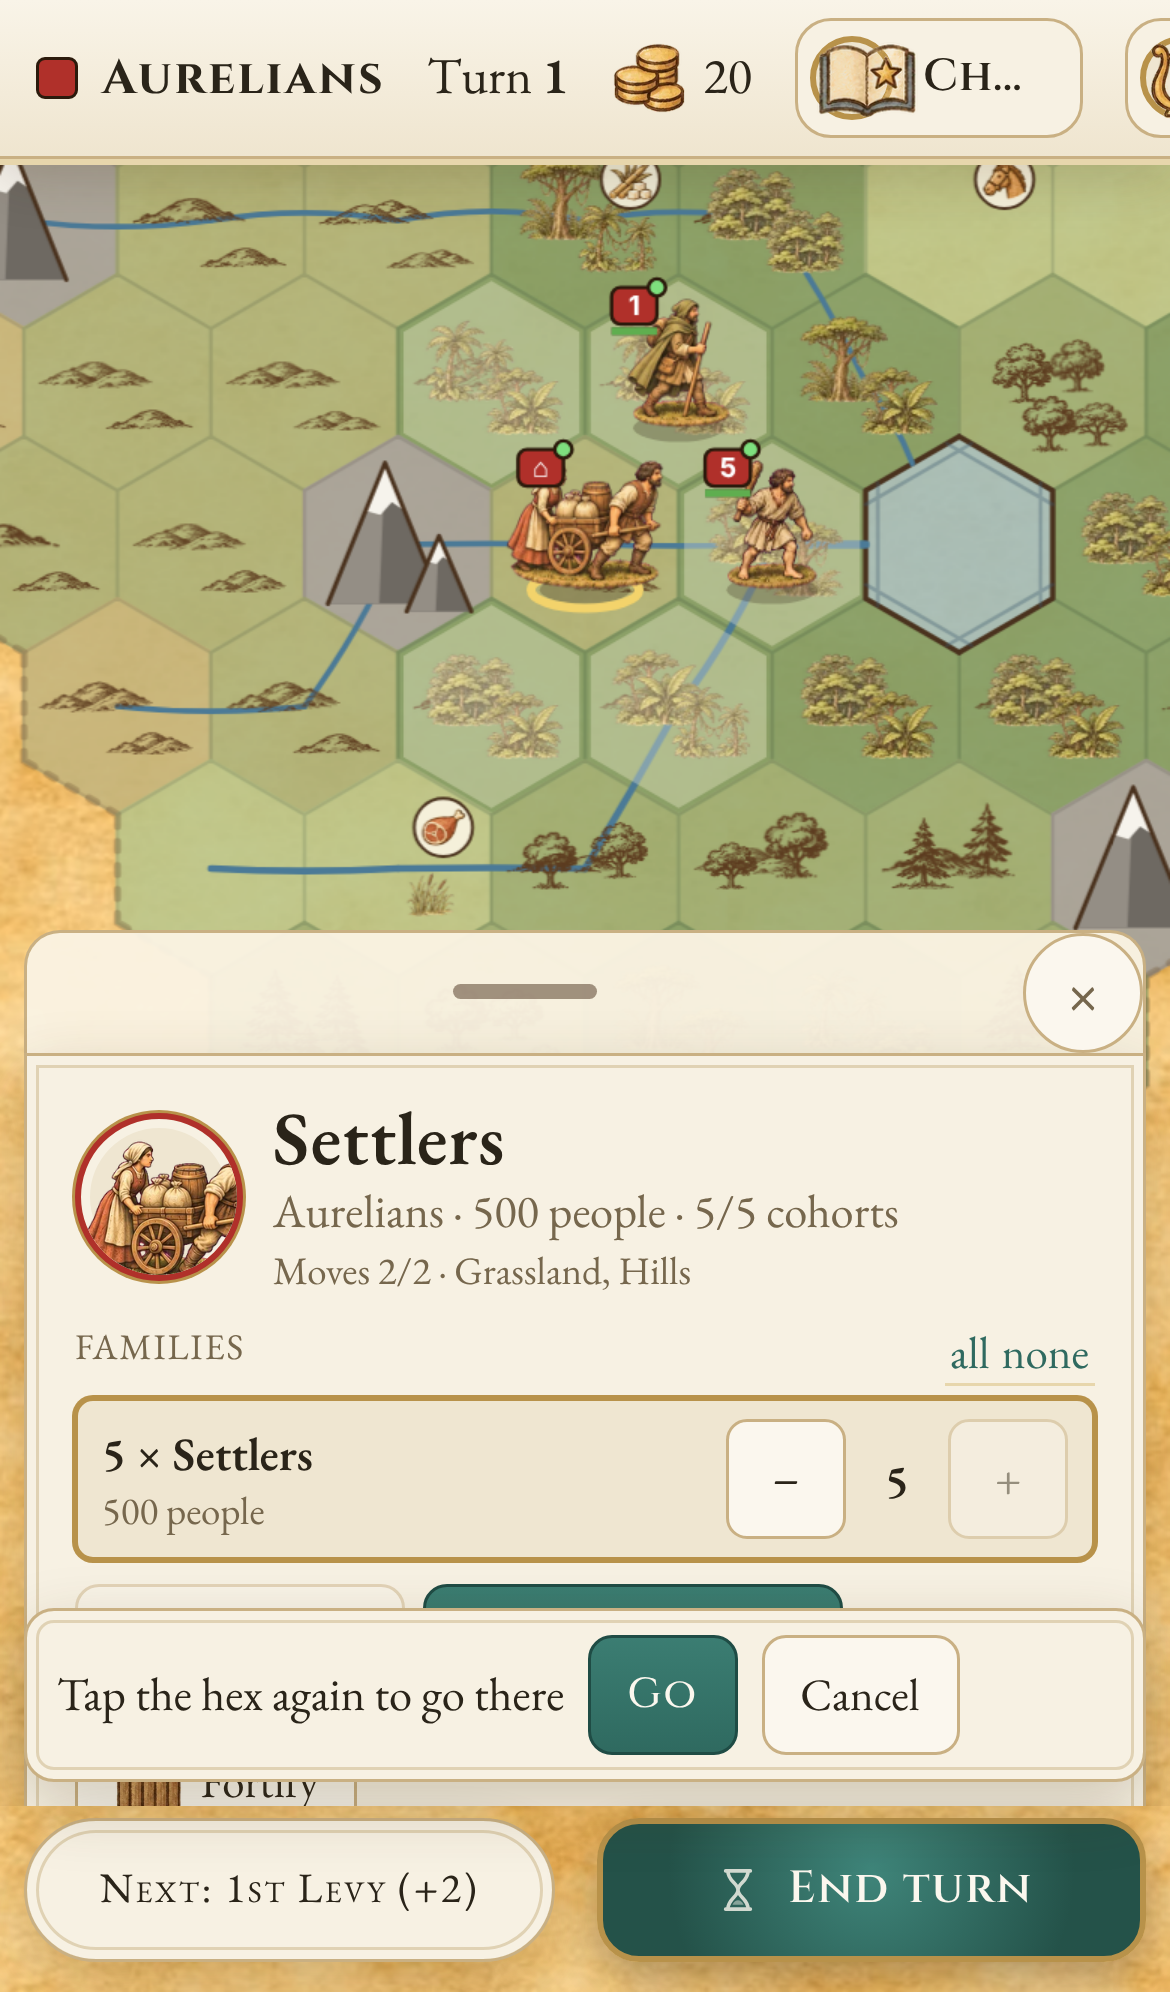 Aurelians Turn 1 20 Ch...
1
5
×
Settlers
Aurelians · 500 people · 5/5 cohorts
Moves 2/2 · Grassland, Hills
FAMILIES
all none
5 × Settlers
500 people
− 5 +
Tap the hex again to go there Go Cancel
Fortify
Next: 1st Levy (+2) End turn